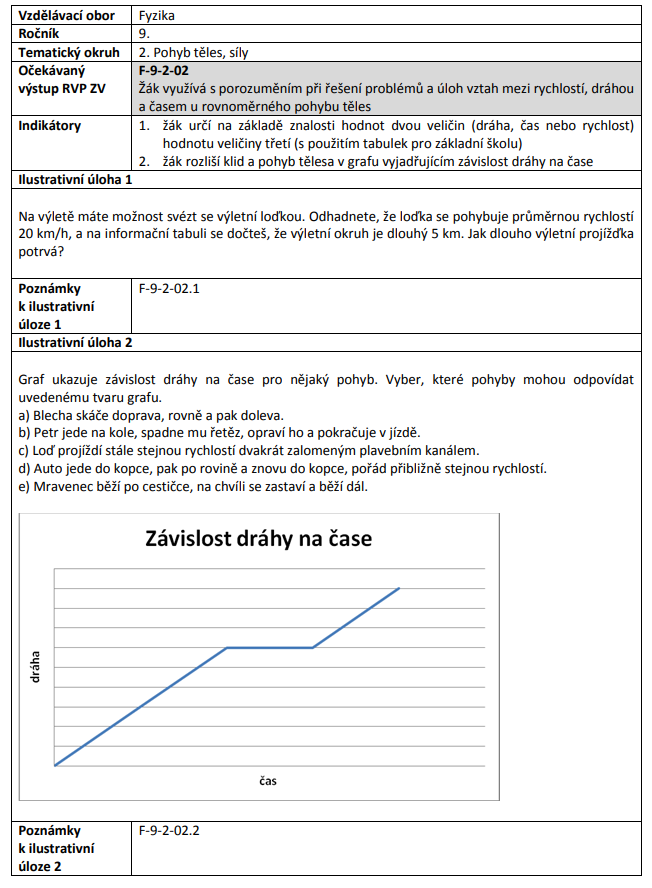 Vzdělávací obor Fyzika
Ročník 9.
Tematický okruh 2. Pohyb těles, síly
Očekávaný výstup RVP ZV
F-9-2-02
Žák využívá s porozuměním při řešení problémů a úloh vztah mezi rychlostí, dráhou
a časem u rovnoměrného pohybu těles
Indikátory
1. žák určí na základě znalosti hodnot dvou veličin (dráha, čas nebo rychlost)
hodnotu veličiny třetí (s použitím tabulek pro základní školu)
2. žák rozliší klid a pohyb tělesa v grafu vyjadřujícím závislost dráhy na čase
Ilustrativní úloha 1
Na výletě máte možnost svézt se výletní loďkou. Odhadnete, že loďka se pohybuje průměrnou rychlostí
20 km/h, a na informační tabuli se dočteš, že výletní okruh je dlouhý 5 km. Jak dlouho výletní projížďka
potrvá?
Poznámky
k ilustrativní
úloze 1
F-9-2-02.1
Ilustrativní úloha 2
Graf ukazuje závislost dráhy na čase pro nějaký pohyb. Vyber, které pohyby mohou odpovídat
uvedenému tvaru grafu.
a) Blecha skáče doprava, rovně a pak doleva.
b) Petr jede na kole, spadne mu řetěz, opraví ho a pokračuje v jízdě.
c) Loď projíždí stále stejnou rychlostí dvakrát zalomeným plavebním kanálem.
d) Auto jede do kopce, pak po rovině a znovu do kopce, pořád přibližně stejnou rychlostí.
e) Mravenec běží po cestičce, na chvíli se zastaví a běží dál.
Závislost dráhy na čase
dráha
čas
Poznámky
k ilustrativní
úloze 2
F-9-2-02.2